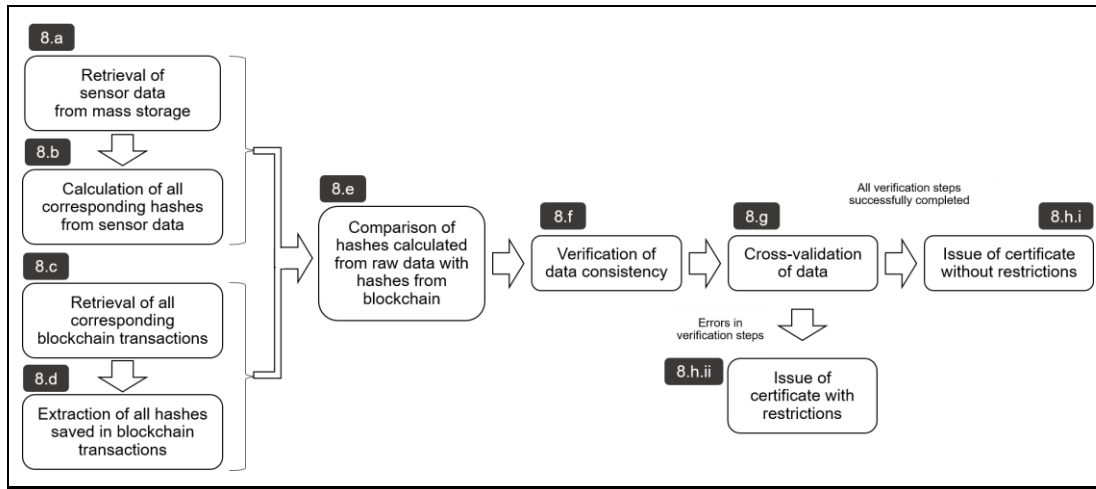 8.a
Retrieval of
sensor data
from mass storage
8.b
Calculation of all
corresponding hashes
from sensor data
8.c
Retrieval of all
corresponding
blockchain transactions
8.d
Extraction of all hashes
saved in blockchain
transactions
8.e
Comparison of
hashes calculated
from raw data with
hashes from
blockchain
8.f
Verification of
data consistency
8.g
Cross-validation
of data
All verification steps
successfully completed
8.h.i
Issue of certificate
without restrictions
Errors in
verification steps
8.h.ii
Issue of
certificate with
restrictions